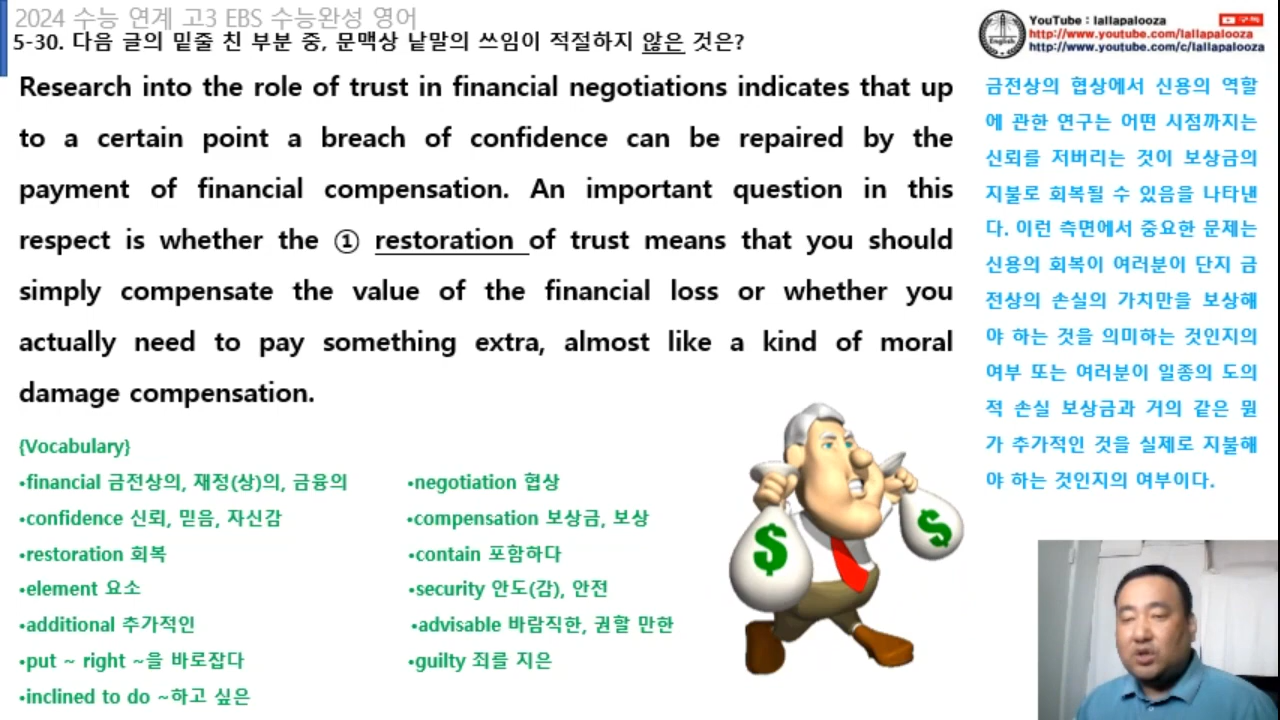 2024 수능 연계 고3 EBS 수능완성 영어
5-30. 다음 글의 밑줄 친 부분 중, 문맥상 낱말의 쓰임이 적절하지 않은 것은?
Research into the role of trust in financial negotiations indicates that up
to a certain point a breach of confidence can be repaired by the
payment of financial compensation. An important question in this
respect is whether the ① restoration of trust means that you should
simply compensate the value of the financial loss or whether you
actually need to pay something extra, almost like a kind of moral
damage compensation.
{Vocabulary}
•financial 금전상의, 재정(상)의, 금융의
•negotiation 협상
•confidence 신뢰, 믿음, 자신감
•compensation 보상금, 보상
•restoration 회복
•contain 포함하다
•element 요소
•security 안도(감), 안전
•additional 추가적인
•advisable 바람직한, 권할 만한
•put ~ right ~을 바로잡다
•guilty 죄를 지은
•inclined to do ~하고 싶은
YouTube : lallapalooza
구독
http://www.youtube.com/lallapalooza
http://www.youtube.com/c/lallapalooza
English
금전상의 협상에서 신용의 역할
에 관한 연구는 어떤 시점까지는
신뢰를 저버리는 것이 보상금의
지불로 회복될 수 있음을 나타낸
다. 이런 측면에서 중요한 문제는
신용의 회복이 여러분이 단지 금
전상의 손실의 가치만을 보상해
야 하는 것을 의미하는 것인지의
여부 또는 여러분이 일종의 도의
적 손실 보상금과 거의 같은 뭔
가 추가적인 것을 실제로 지불해
야 하는 것인지의 여부이다.
$
$